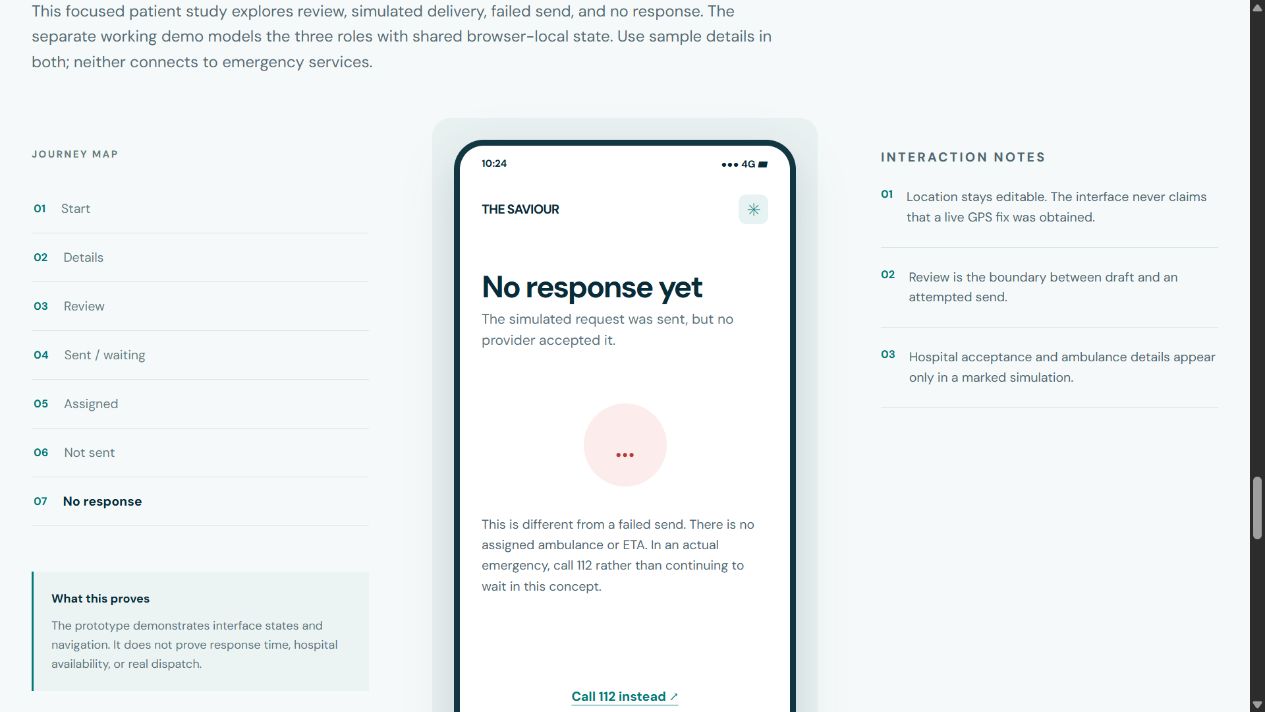 This focused patient study explores review, simulated delivery, failed send, and no response. The
separate working demo models the three roles with shared browser-local state. Use sample details in
both; neither connects to emergency services.
JOURNEY MAP
01 Start
02 Details
03 Review
04 Sent / waiting
05 Assigned
06 Not sent
07 No response
What this proves
The prototype demonstrates interface states and
navigation. It does not prove response time, hospital
availability, or real dispatch.
10:24
●●● 4G
THE SAVIOUR
No response yet
The simulated request was sent, but no
provider accepted it.
...
This is different from a failed send. There is no
assigned ambulance or ETA. In an actual
emergency, call 112 rather than continuing to
wait in this concept.
Call 112 instead ↗
INTERACTION NOTES
01 Location stays editable. The interface never claims
that a live GPS fix was obtained.
02 Review is the boundary between draft and an
attempted send.
03 Hospital acceptance and ambulance details appear
only in a marked simulation.